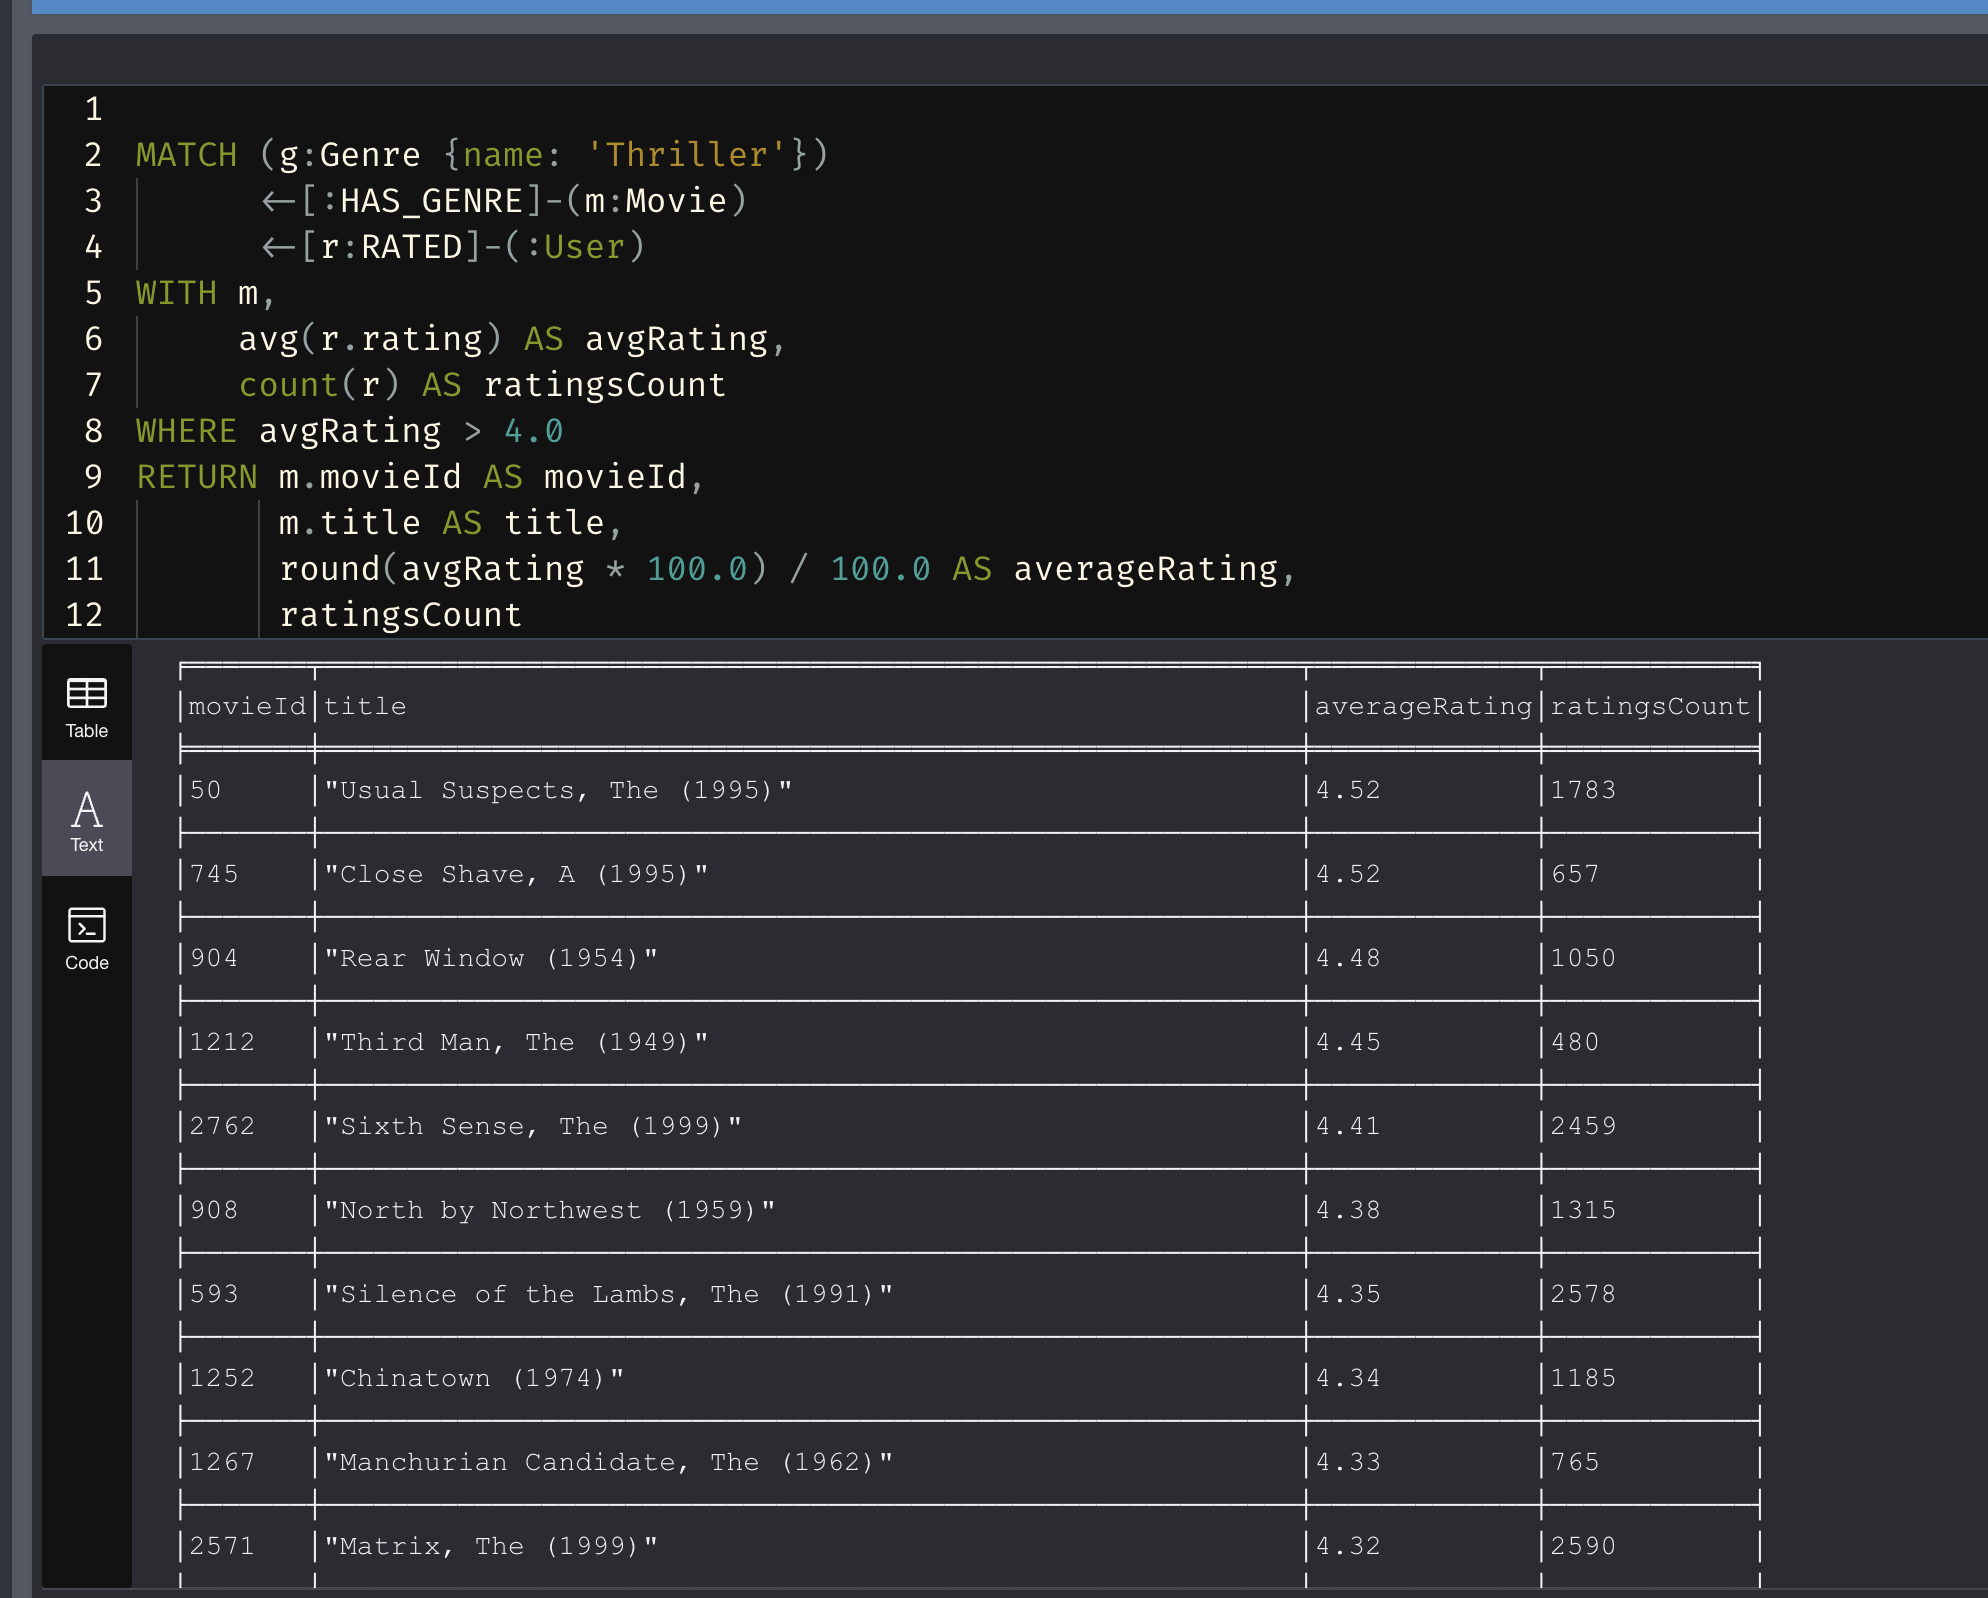 1
2 MATCH (g:Genre {name: 'Thriller'})
3 <-[:HAS_GENRE]-(m:Movie)
4 <-[r:RATED]-(:User)
5 WITH m,
6 avg(r.rating) AS avgRating,
7 count(r) AS ratingsCount
8 WHERE avgRating > 4.0
9 RETURN m.movieId AS movieId,
10 m.title AS title,
11 round(avgRating * 100.0) / 100.0 AS averageRating,
12 ratingsCount
Table
Text
Code
movieId title averageRating ratingsCount
50 "Usual Suspects, The (1995)" 4.52 1783
745 "Close Shave, A (1995)" 4.52 657
904 "Rear Window (1954)" 4.48 1050
1212 "Third Man, The (1949)" 4.45 480
2762 "Sixth Sense, The (1999)" 4.41 2459
908 "North by Northwest (1959)" 4.38 1315
593 "Silence of the Lambs, The (1991)" 4.35 2578
1252 "Chinatown (1974)" 4.34 1185
1267 "Manchurian Candidate, The (1962)" 4.33 765
2571 "Matrix, The (1999)" 4.32 2590